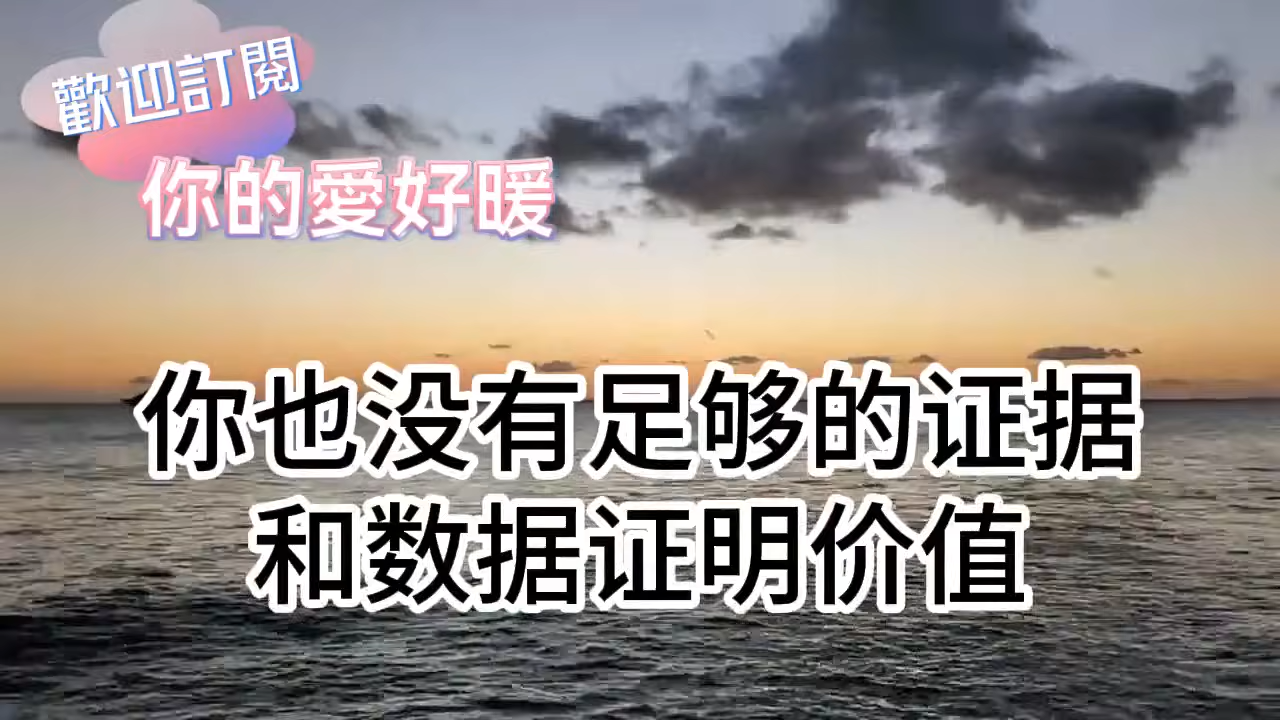 歡迎訂閱
你的愛好暖
你也没有足够的证据
和数据证明价值